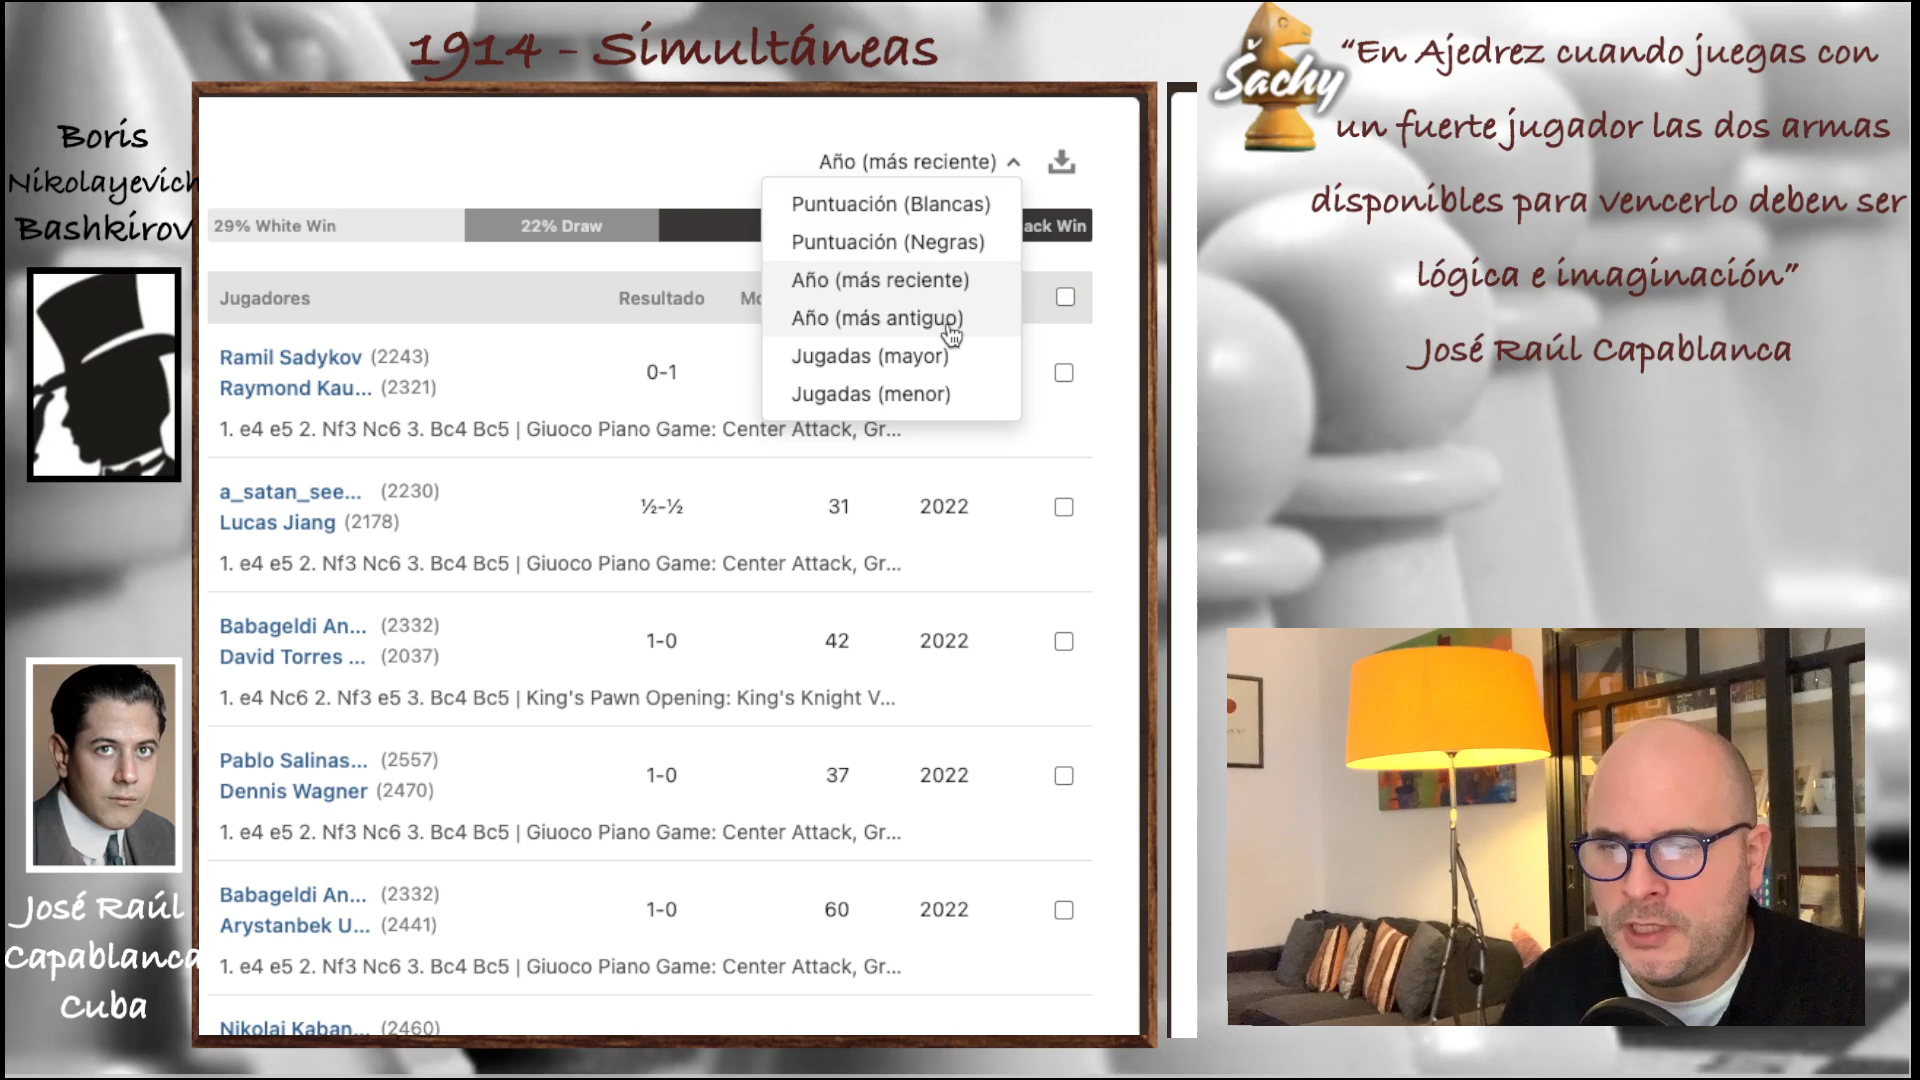 1914 - Simultáneas
Boris
Nikolayevich
Bashkirov
José Raúl
Capablanca
Cuba
Año (más reciente)
Puntuación (Blancas)
Puntuación (Negras)
Año (más reciente)
Año (más antiguo)
Jugadas (mayor)
Jugadas (menor)
29% White Win
22% Draw
ack Win
Jugadores Resultado Mo
Ramil Sadykov (2243)
Raymond Kau... (2321)
0-1
1. e4 e5 2. Nf3 Nc6 3. Bc4 Bc5 | Giuoco Piano Game: Center Attack, Gr...
a_satan_see... (2230)
Lucas Jiang (2178)
½-½ 31 2022
1. e4 e5 2. Nf3 Nc6 3. Bc4 Bc5 | Giuoco Piano Game: Center Attack, Gr...
Babageldi An... (2332)
David Torres ... (2037)
1-0 42 2022
1. e4 Nc6 2. Nf3 e5 3. Bc4 Bc5 | King's Pawn Opening: King's Knight V...
Pablo Salinas... (2557)
Dennis Wagner (2470)
1-0 37 2022
1. e4 e5 2. Nf3 Nc6 3. Bc4 Bc5 | Giuoco Piano Game: Center Attack, Gr...
Babageldi An... (2332)
Arystanbek U... (2441)
1-0 60 2022
1. e4 e5 2. Nf3 Nc6 3. Bc4 Bc5 | Giuoco Piano Game: Center Attack, Gr...
Nikolai Kaban... (2460)
Šachy
“En Ajedrez cuando juegas con
un fuerte jugador las dos armas
disponibles para vencerlo deben ser
lógica e imaginación”
José Raúl Capablanca